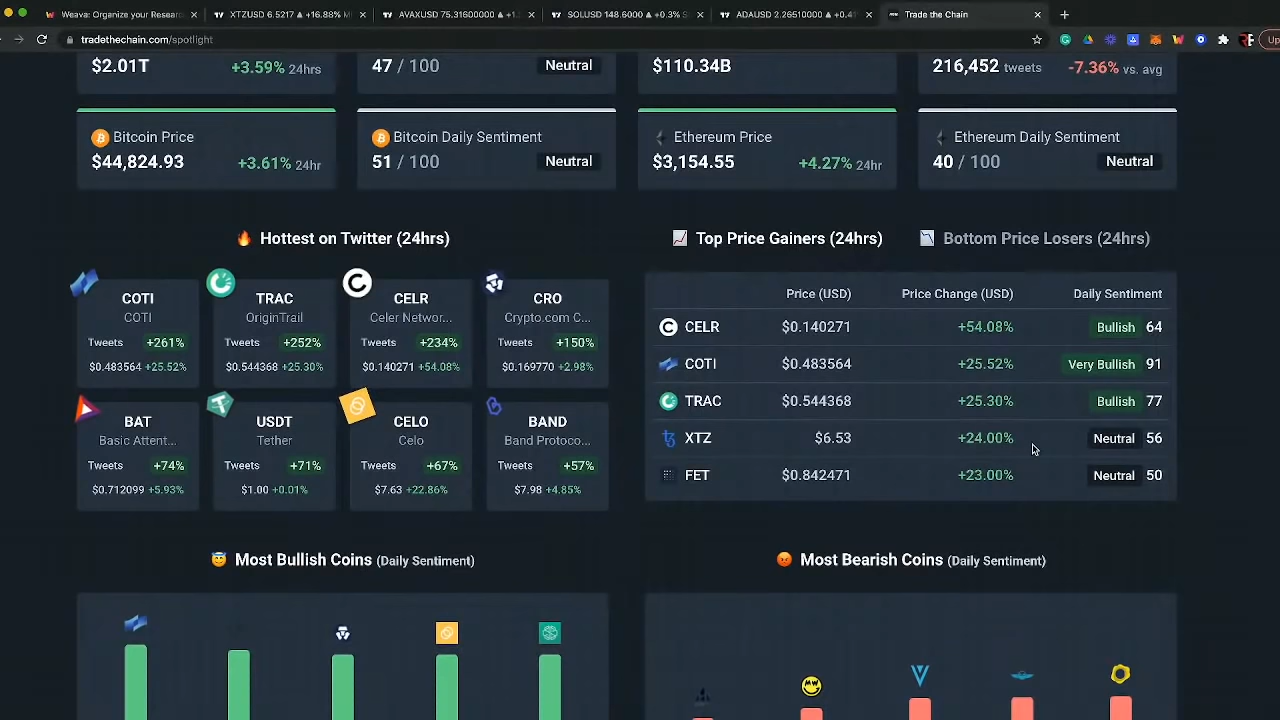 Weava: Organize your Resear
XTZUSD 6.5217 ▲ +16.88% M
AVAXUSD 75.31600000 ▲ +1
SOLUSD 148.6000 ▲ +0.3% S
ADAUSD 2.26510000 ▲ +0.41
Trade the Chain
tradethechain.com/spotlight
Up
$2.01T +3.59% 24hrs
47 / 100 Neutral
$110.34B
216,452 tweets -7.36% vs. avg
Bitcoin Price
$44,824.93 +3.61% 24hr
Bitcoin Daily Sentiment
51 / 100 Neutral
Ethereum Price
$3,154.55 +4.27% 24hr
Ethereum Daily Sentiment
40 / 100 Neutral
Hottest on Twitter (24hrs)
COTI
COTI
Tweets +261%
$0.483564 +25.52%
TRAC
OriginTrail
Tweets +252%
$0.544368 +25.30%
CELR
Celer Networ...
Tweets +234%
$0.140271 +54.08%
CRO
Crypto.com C...
Tweets +150%
$0.169770 +2.98%
BAT
Basic Attent...
Tweets +74%
$0.712099 +5.93%
USDT
Tether
Tweets +71%
$1.00 +0.01%
CELO
Celo
Tweets +67%
$7.63 +22.86%
BAND
Band Protoco...
Tweets +57%
$7.98 +4.85%
Top Price Gainers (24hrs) Bottom Price Losers (24hrs)
Price (USD) Price Change (USD) Daily Sentiment
CELR $0.140271 +54.08% Bullish 64
COTI $0.483564 +25.52% Very Bullish 91
TRAC $0.544368 +25.30% Bullish 77
XTZ $6.53 +24.00% Neutral 56
FET $0.842471 +23.00% Neutral 50
Most Bullish Coins (Daily Sentiment)
Most Bearish Coins (Daily Sentiment)